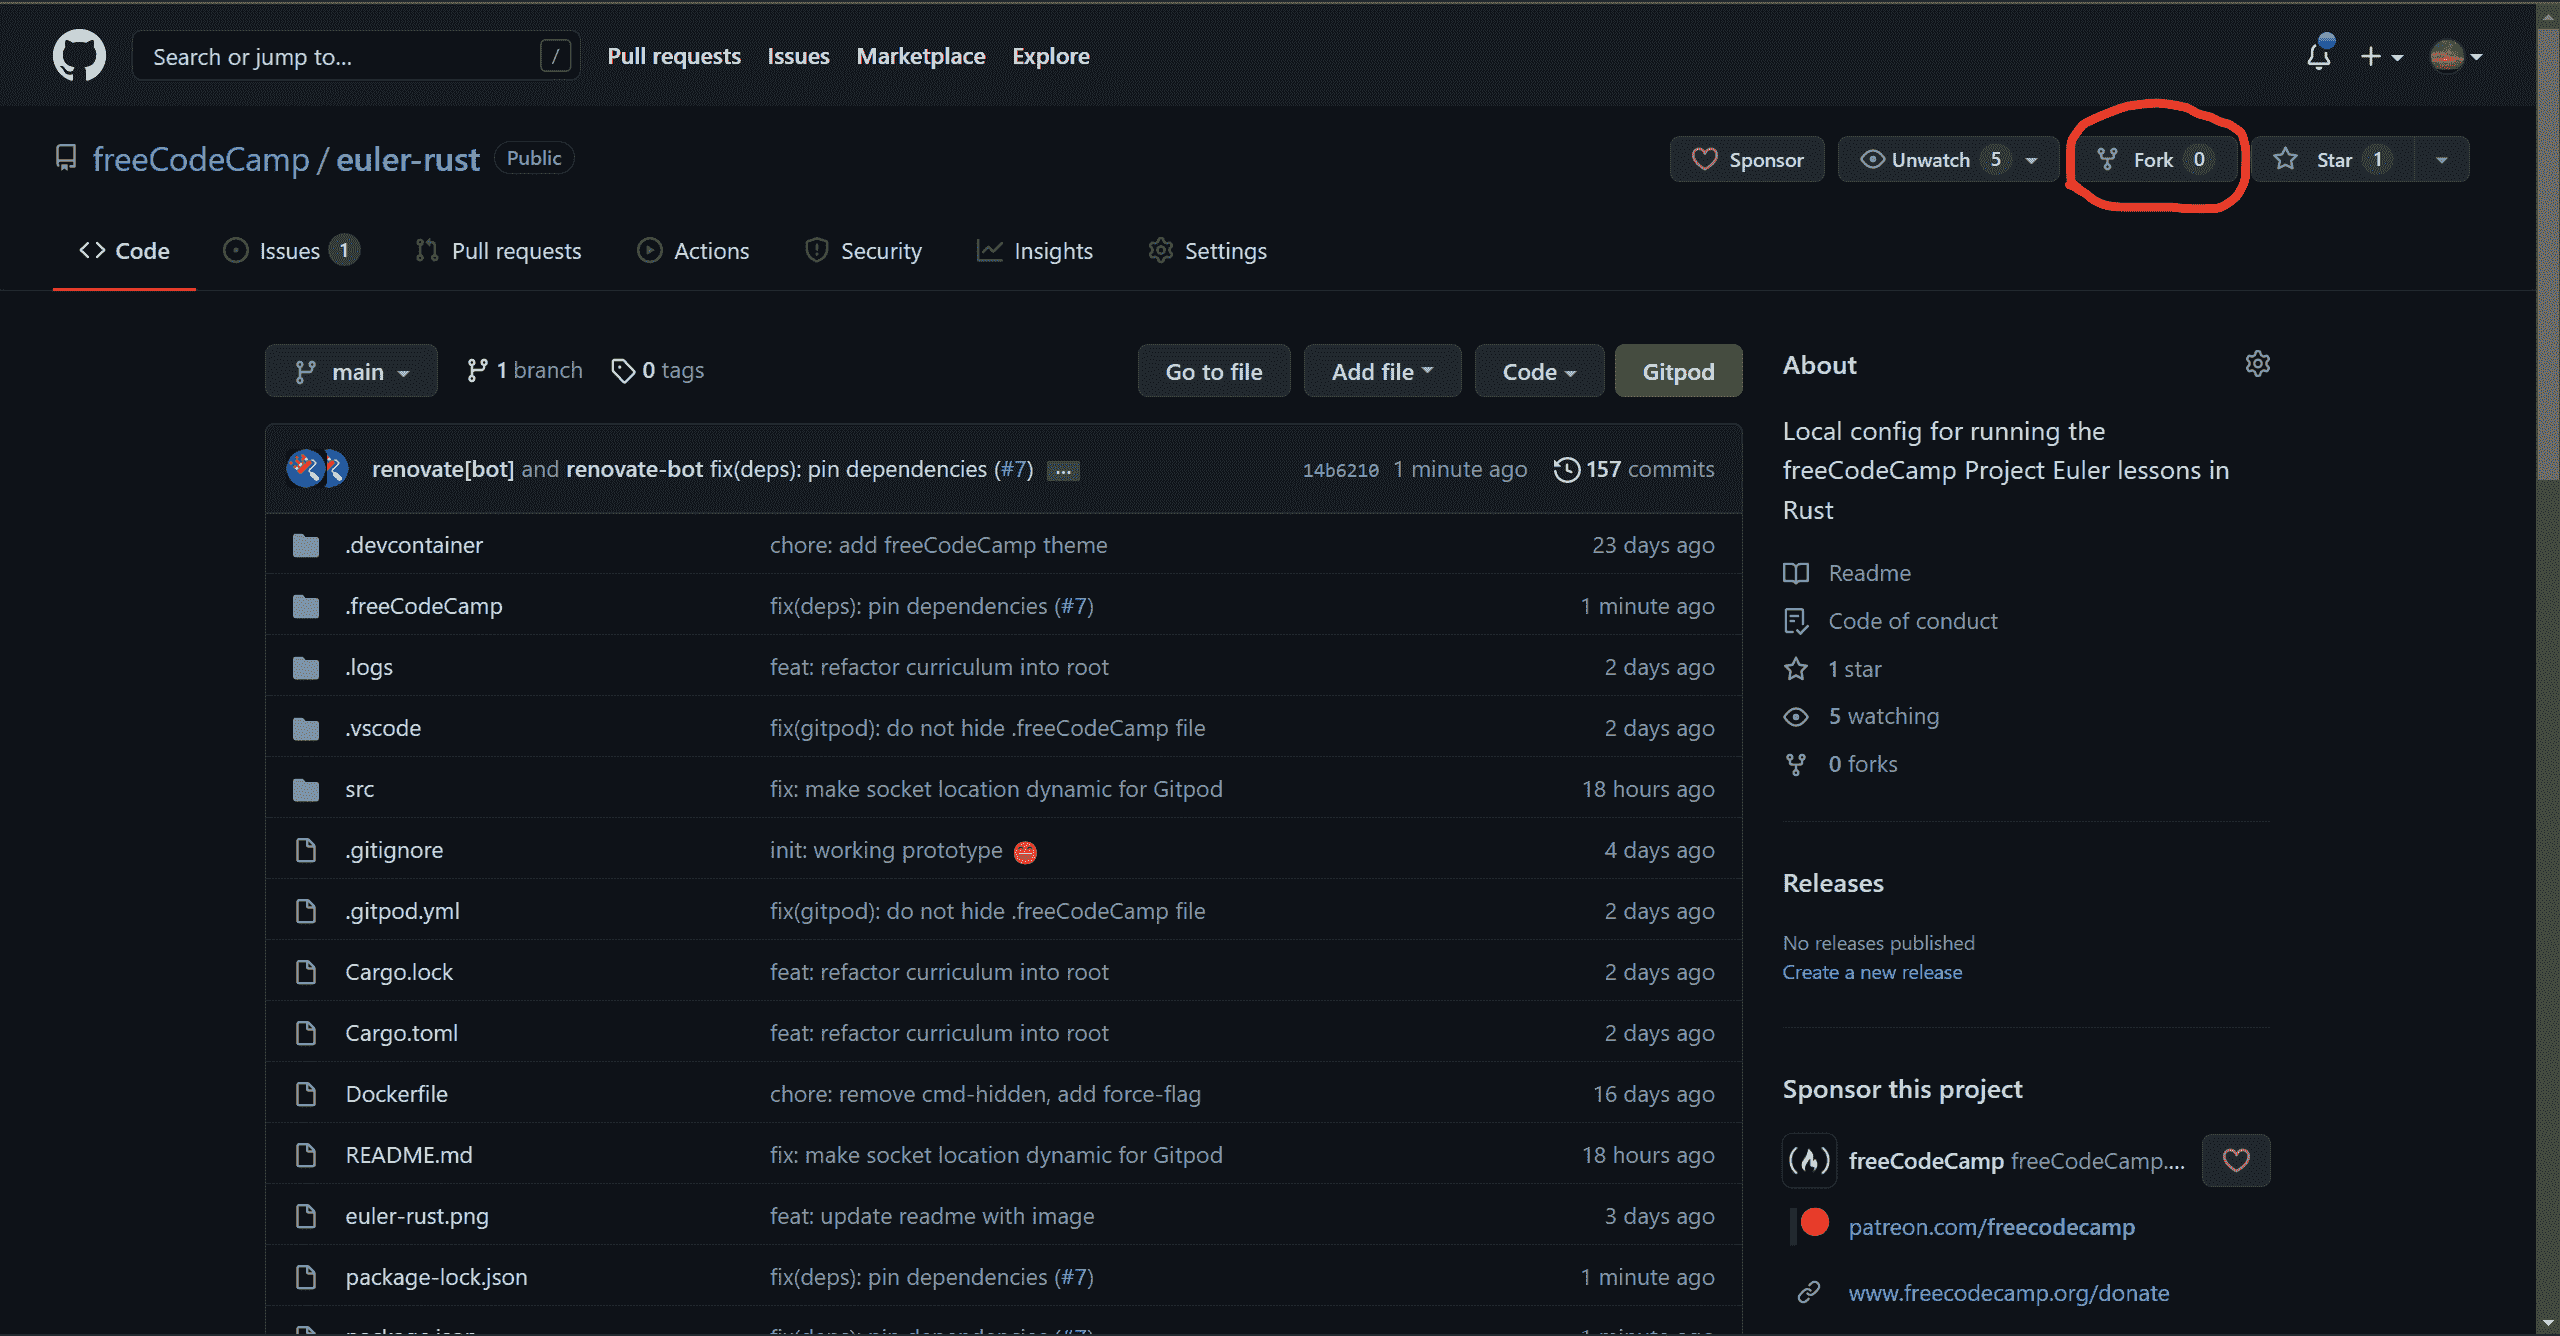 Search or jump to... / Pull requests Issues Marketplace Explore
freeCodeCamp / euler-rust Public Sponsor Unwatch 5 Fork 0 Star 1
Code Issues 1 Pull requests Actions Security Insights Settings
main 1 branch 0 tags Go to file Add file Code Gitpod
renovate[bot] and renovate-bot fix(deps): pin dependencies (#7) ... 14b6210 1 minute ago 157 commits
.devcontainer chore: add freeCodeCamp theme 23 days ago
.freeCodeCamp fix(deps): pin dependencies (#7) 1 minute ago
.logs feat: refactor curriculum into root 2 days ago
.vscode fix(gitpod): do not hide .freeCodeCamp file 2 days ago
src fix: make socket location dynamic for Gitpod 18 hours ago
.gitignore init: working prototype 4 days ago
.gitpod.yml fix(gitpod): do not hide .freeCodeCamp file 2 days ago
Cargo.lock feat: refactor curriculum into root 2 days ago
Cargo.toml feat: refactor curriculum into root 2 days ago
Dockerfile chore: remove cmd-hidden, add force-flag 16 days ago
README.md fix: make socket location dynamic for Gitpod 18 hours ago
euler-rust.png feat: update readme with image 3 days ago
package-lock.json fix(deps): pin dependencies (#7) 1 minute ago
About
Local config for running the
freeCodeCamp Project Euler lessons in
Rust
Readme
Code of conduct
1 star
5 watching
0 forks
Releases
No releases published
Create a new release
Sponsor this project
freeCodeCamp freeCodeCamp....
patreon.com/freecodecamp
www.freecodecamp.org/donate